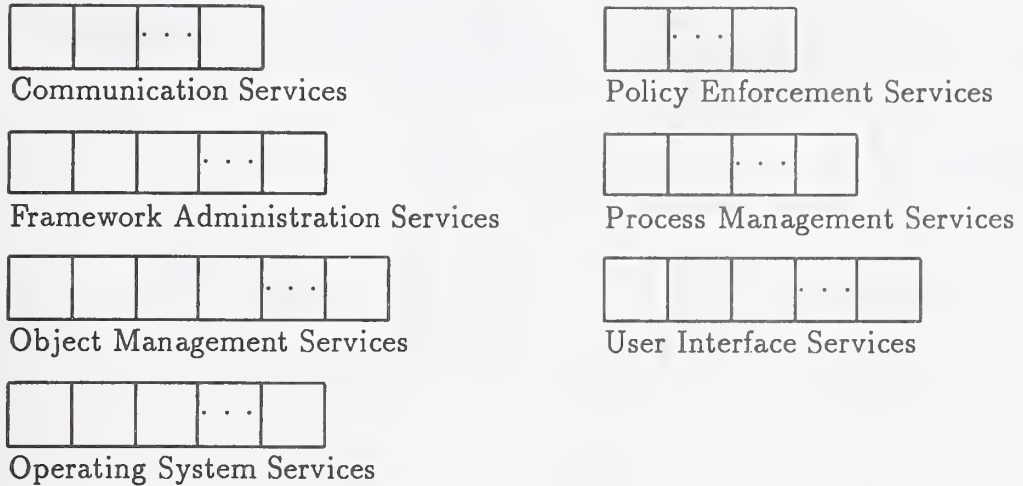 . . .
Communication Services
. . .
Framework Administration Services
. . .
Object Management Services
. . .
Operating System Services
. . .
Policy Enforcement Services
. . .
Process Management Services
. . .
User Interface Services